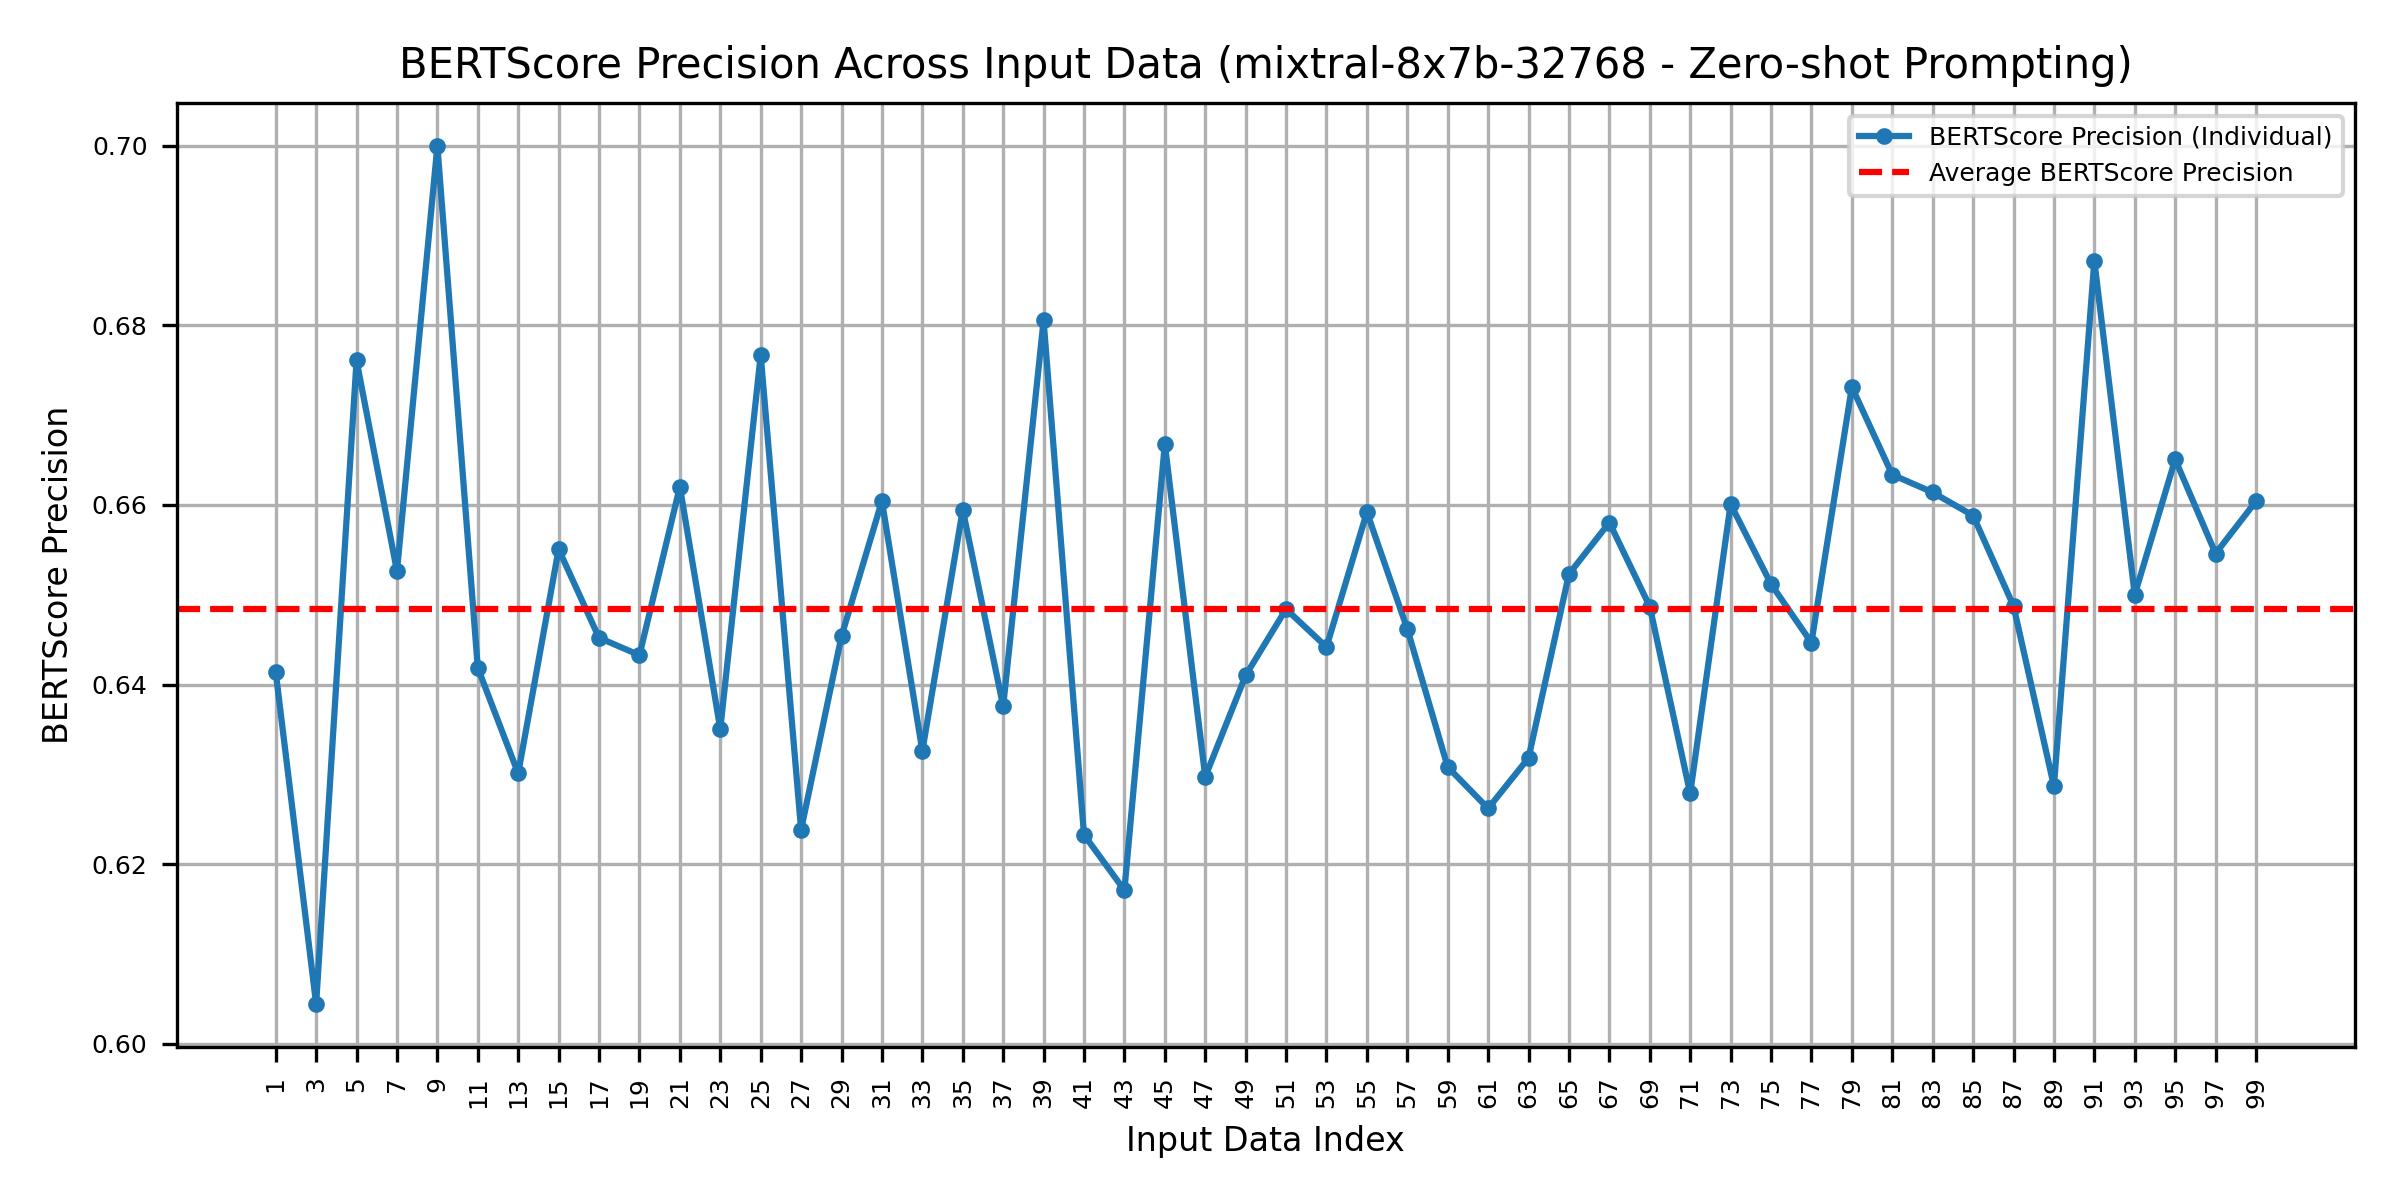 BERTScore Precision Across Input Data (mixtral-8x7b-32768 - Zero-shot Prompting)
BERTScore Precision (Individual)
Average BERTScore Precision
BERTScore Precision
0.70
0.68
0.66
0.64
0.62
0.60
1 3 5 7 9 11 13 15 17 19 21 23 25 27 29 31 33 35 37 39 41 43 45 47 49 51 53 55 57 59 61 63 65 67 69 71 73 75 77 79 81 83 85 87 89 91 93 95 97 99
Input Data Index